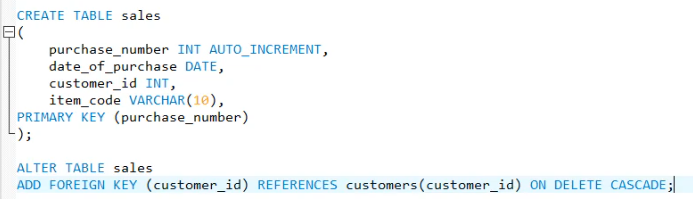 CREATE TABLE sales
(
purchase_number INT AUTO_INCREMENT,
date_of_purchase DATE,
customer_id INT,
item_code VARCHAR(10),
PRIMARY KEY (purchase_number)
);
ALTER TABLE sales
ADD FOREIGN KEY (customer_id) REFERENCES customers(customer_id) ON DELETE CASCADE;